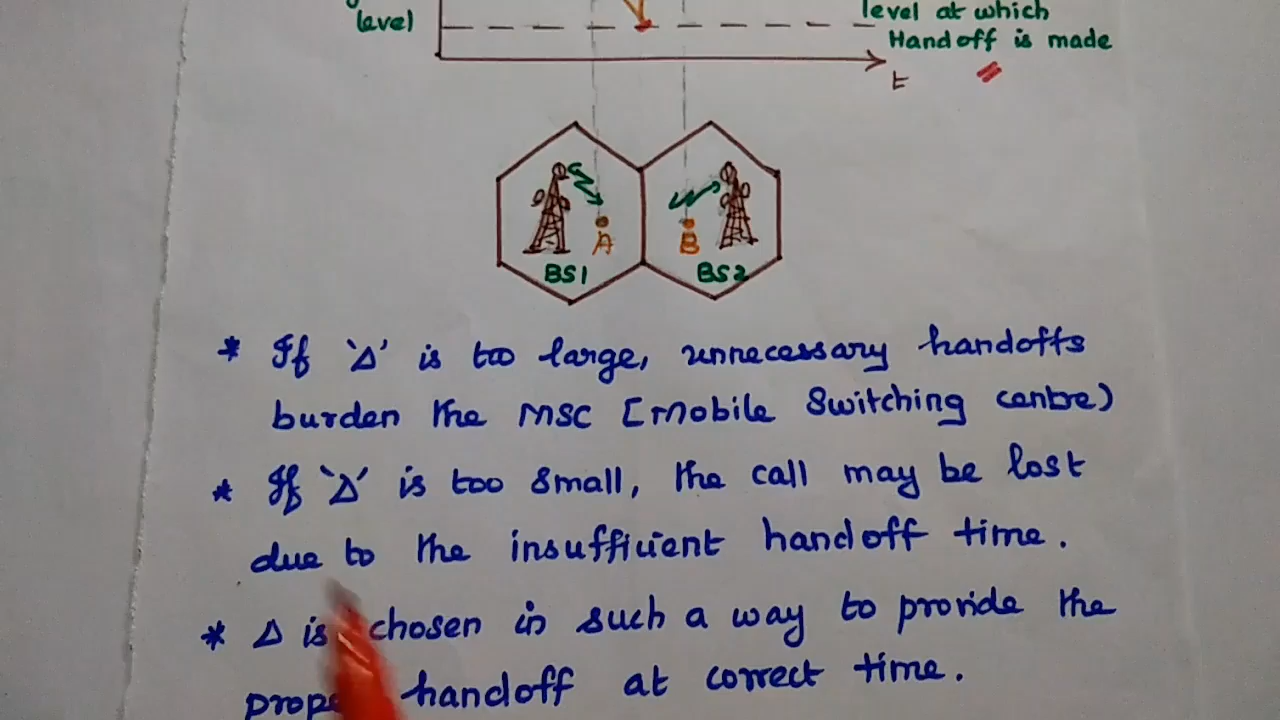 level
level at which
Handoff is made
t
A
B
BS1
BS2
* If 'Δ' is too large, unnecessary handoffs
burden the MSC [Mobile Switching centre)
* If 'Δ' is too small, the call may be lost
due to the insufficient handoff time.
* Δ is chosen in such a way to provide the
handoff at correct time.